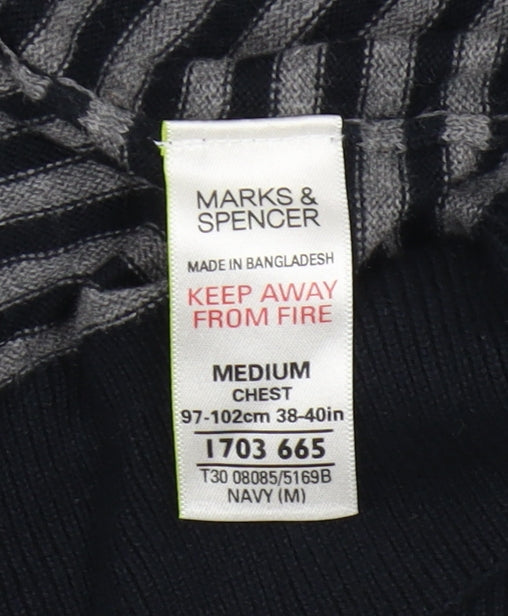 MARKS &
SPENCER
MADE IN BANGLADESH
KEEP AWAY
FROM FIRE
MEDIUM
CHEST
97-102cm 38-40in
1703 665
T30 08085/5169B
NAVY (M)